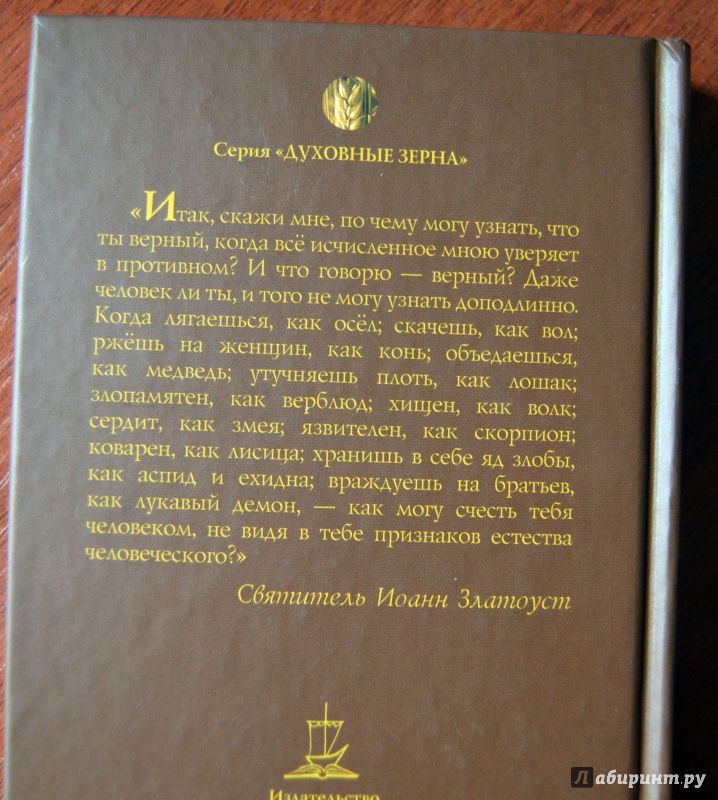 Серия «ДУХОВНЫЕ ЗЕРНА»
«Итак, скажи мне, по чему могу узнать, что
ты верный, когда всё исчисленное мною уверяет
в противном? И что говорю — верный? Даже
человек ли ты, и того не могу узнать доподлинно.
Когда лягаешься, как осёл; скачешь, как вол;
ржёшь на женщин, как конь; объедаешься,
как медведь; утучняешь плоть, как лошак;
злопамятен, как верблюд; хищен, как волк;
сердит, как змея; язвителен, как скорпион;
коварен, как лисица; хранишь в себе яд злобы,
как аспид и ехидна; враждуешь на братьев,
как лукавый демон, — как могу счесть тебя
человеком, не видя в тебе признаков естества
человеческого?»
Святитель Иоанн Златоуст
Издательство
Лабиринт.ру